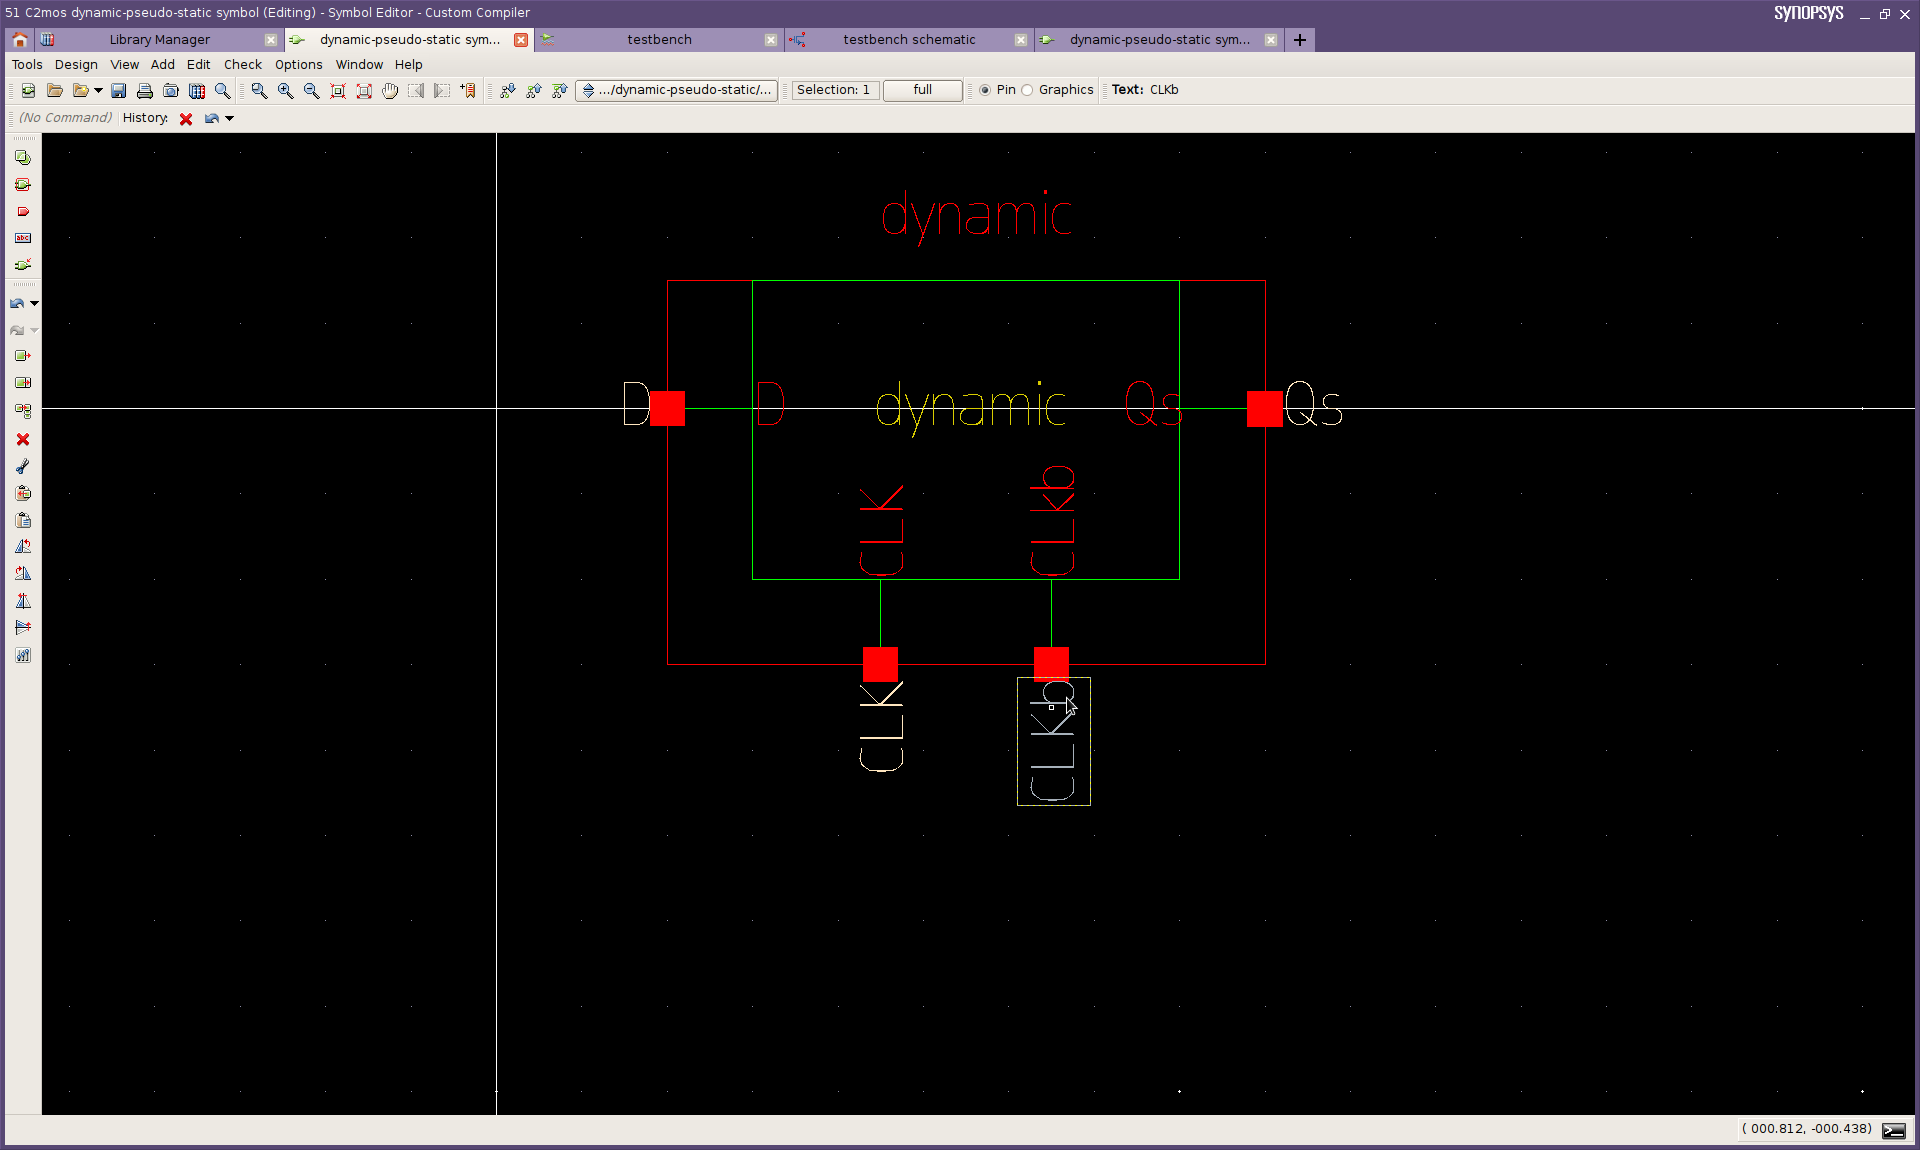 51 C2mos dynamic-pseudo-static symbol (Editing) - Symbol Editor - Custom Compiler
SYNOPSYS
Library Manager
dynamic-pseudo-static sym...
testbench
testbench schematic
dynamic-pseudo-static sym...
Tools Design View Add Edit Check Options Window Help
.../dynamic-pseudo-static/...
Selection: 1
full
Pin
Graphics
Text: CLKb
(No Command) History:
abc
dynamic
D
D
dynamic
Qs
Qs
CLK
CLKb
CLK
CLKb
( 000.812, -000.438)